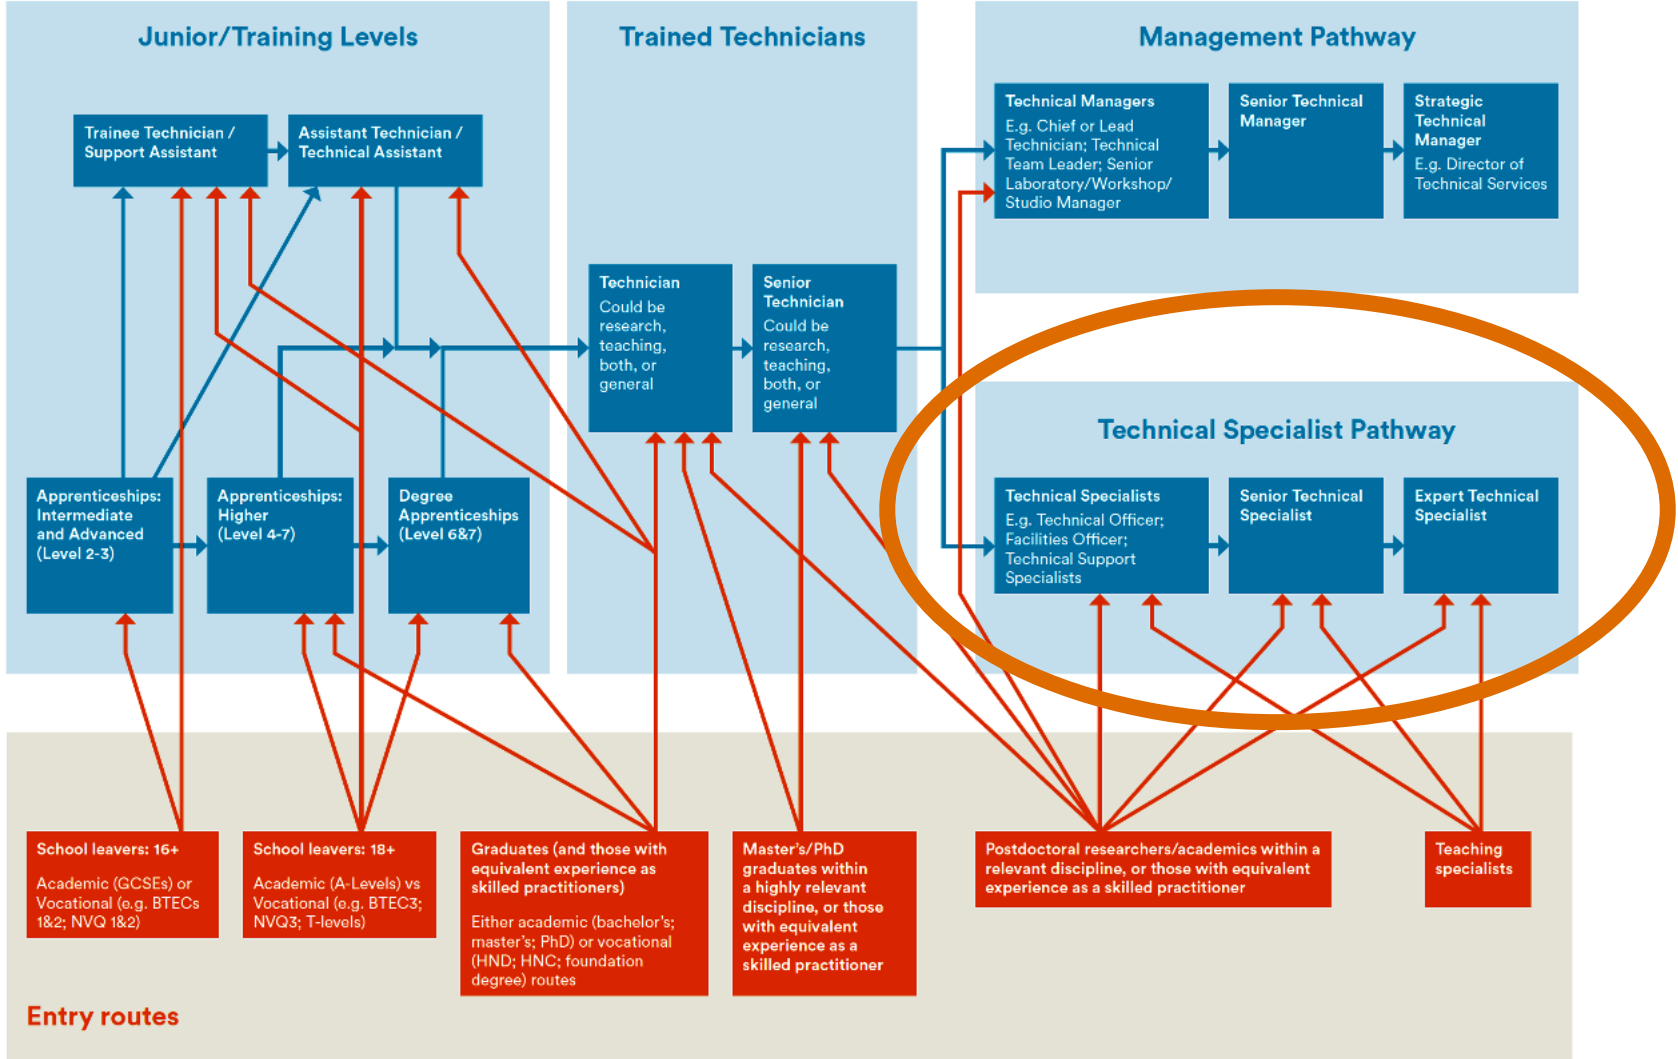 Junior/Training Levels
Trainee Technician /
Support Assistant
Assistant Technician /
Technical Assistant
Apprenticeships:
Intermediate
and Advanced
(Level 2-3)
Apprenticeships:
Higher
(Level 4-7)
Degree
Apprenticeships
(Level 6&7)
Trained Technicians
Technician
Could be
research,
teaching,
both, or
general
Senior
Technician
Could be
research,
teaching,
both, or
general
Management Pathway
Technical Managers
E.g. Chief or Lead
Technician; Technical
Team Leader; Senior
Laboratory/Workshop/
Studio Manager
Senior Technical
Manager
Strategic
Technical
Manager
E.g. Director of
Technical Services
Technical Specialist Pathway
Technical Specialists
E.g. Technical Officer;
Facilities Officer;
Technical Support
Specialists
Senior Technical
Specialist
Expert Technical
Specialist
School leavers: 16+
Academic (GCSEs) or
Vocational (e.g. BTECs
1&2; NVQ 1&2)
School leavers: 18+
Academic (A-Levels) vs
Vocational (e.g. BTEC3;
NVQ3; T-levels)
Graduates (and those with
equivalent experience as
skilled practitioners)
Either academic (bachelor's;
master's; PhD) or vocational
(HND; HNC; foundation
degree) routes
Master's/PhD
graduates within
a highly relevant
discipline, or those
with equivalent
experience as a
skilled practitioner
Postdoctoral researchers/academics within a
relevant discipline, or those with equivalent
experience as a skilled practitioner
Teaching
specialists
Entry routes